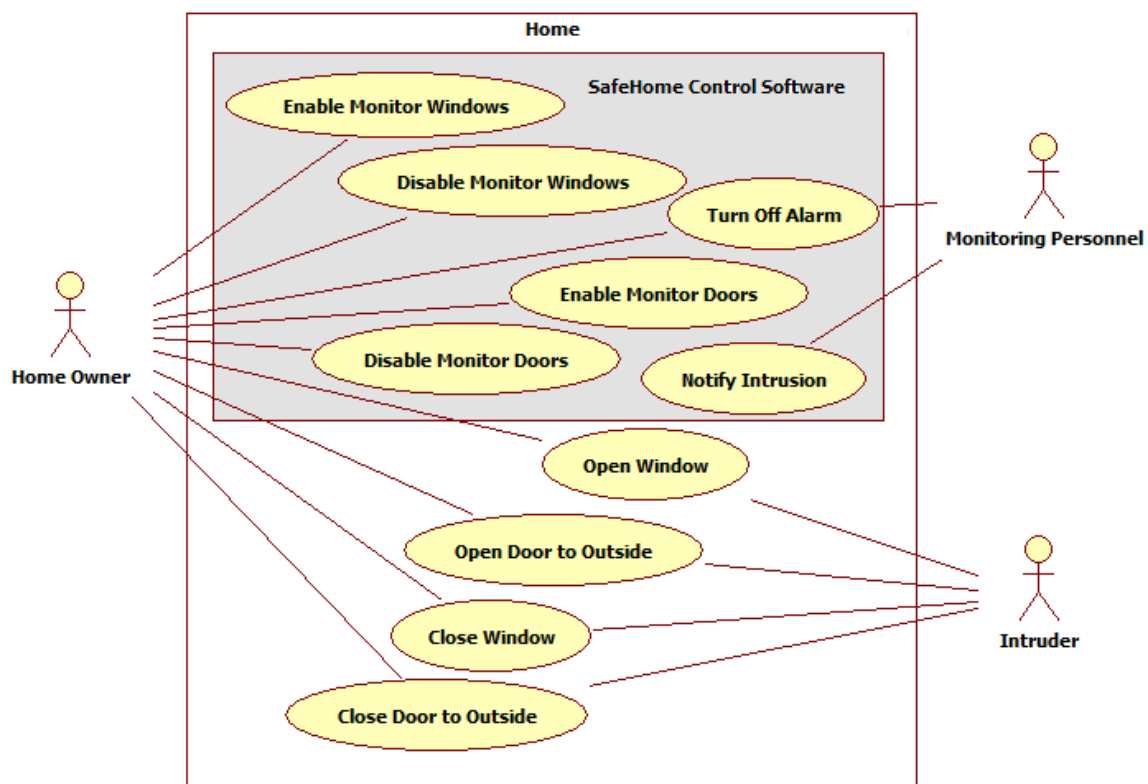 Home
SafeHome Control Software
Enable Monitor Windows
Disable Monitor Windows
Turn Off Alarm
Monitoring Personnel
Enable Monitor Doors
Disable Monitor Doors
Home Owner
Notify Intrusion
Open Window
Open Door to Outside
Close Window
Intruder
Close Door to Outside